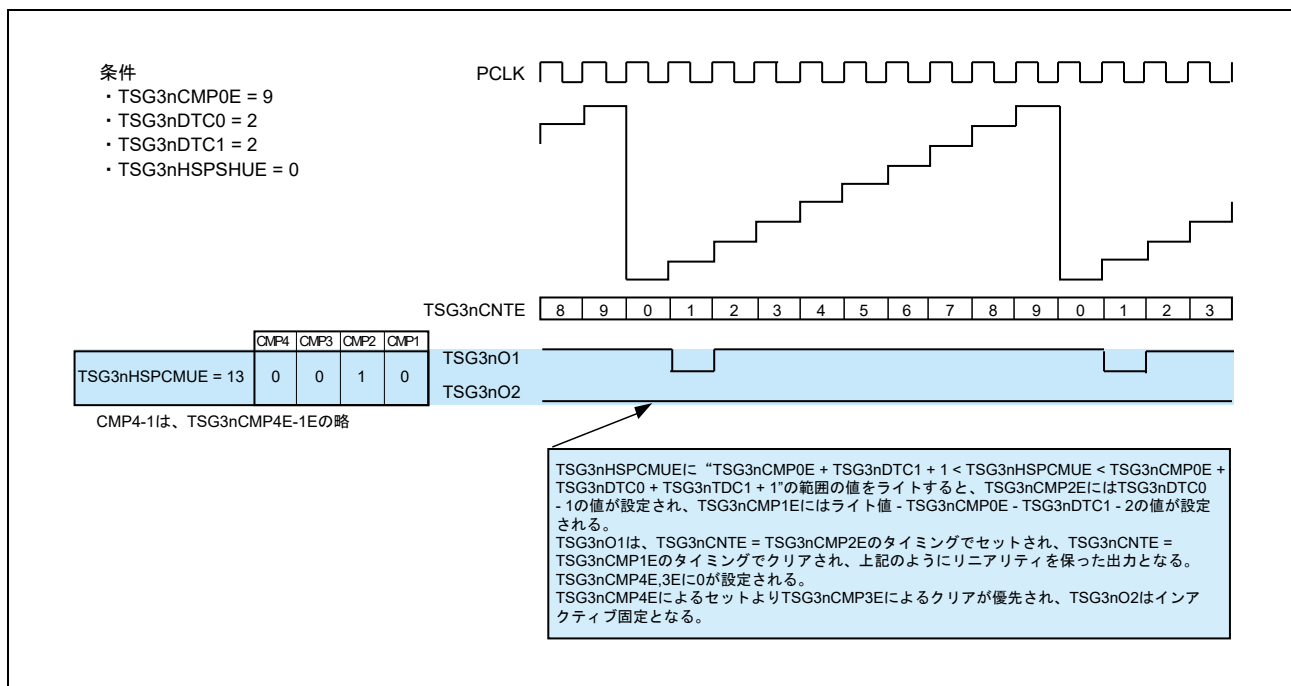 条件
・TSG3nCMP0E = 9
・TSG3nDTC0 = 2
・TSG3nDTC1 = 2
・TSG3nHSPSHUE = 0
PCLK
TSG3nCNTE 8 9 0 1 2 3 4 5 6 7 8 9 0 1 2 3
CMP4 CMP3 CMP2 CMP1
TSG3nHSPCMUE = 13 0 0 1 0
TSG3nO1
TSG3nO2
CMP4-1は、TSG3nCMP4E-1Eの略
TSG3nHSPCMUEに“TSG3nCMP0E + TSG3nDTC1 + 1 < TSG3nHSPCMUE < TSG3nCMP0E +
TSG3nDTC0 + TSG3nTDC1 + 1”の範囲の値をライトすると、TSG3nCMP2EにはTSG3nDTC0
- 1の値が設定され、TSG3nCMP1Eにはライト値 - TSG3nCMP0E - TSG3nDTC1 - 2の値が設定
される。
TSG3nO1は、TSG3nCNTE = TSG3nCMP2Eのタイミングでセットされ、TSG3nCNTE =
TSG3nCMP1Eのタイミングでクリアされ、上記のようにリニアリティを保った出力となる。
TSG3nCMP4E,3Eに0が設定される。
TSG3nCMP4EによるセットよりTSG3nCMP3Eによるクリアが優先され、TSG3nO2はインア
クティブ固定となる。